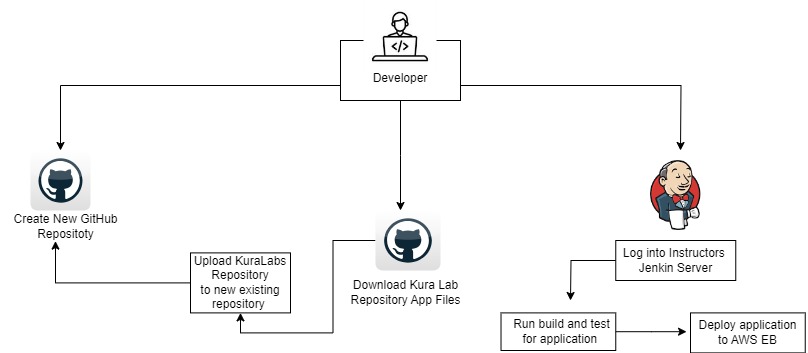 </>
Developer
Create New GitHub
Repositoty
Upload KuraLabs
Repository
to new existing
repository
Download Kura Lab
Repository App Files
Log into Instructors
Jenkin Server
Run build and test
for application
Deploy application
to AWS EB